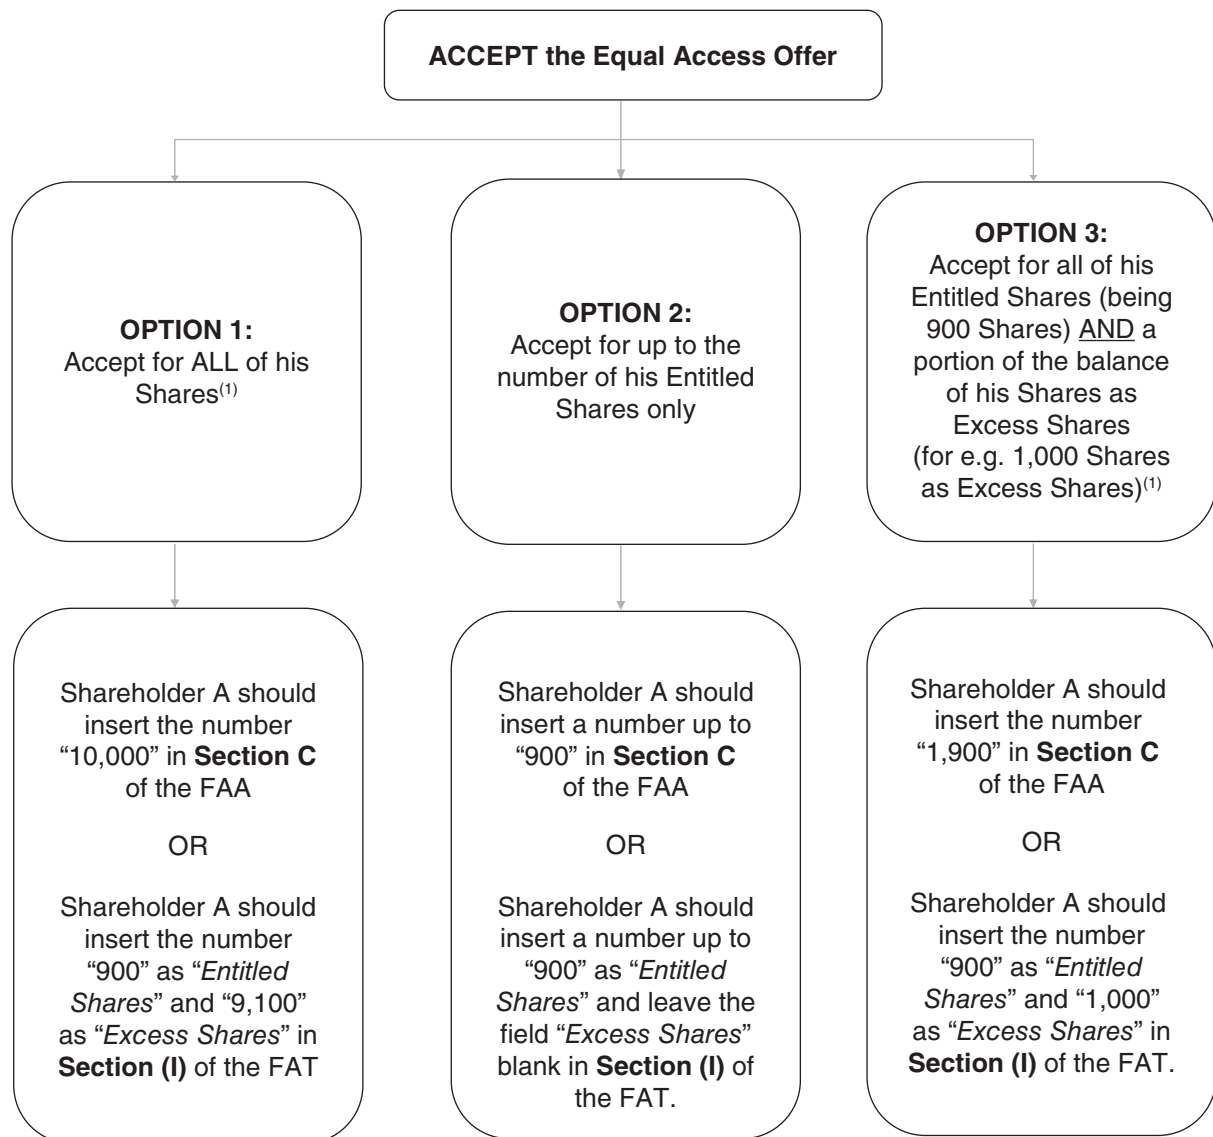 ACCEPT the Equal Access Offer
OPTION 1:
Accept for ALL of his
Shares(1)
OPTION 2:
Accept for up to the
number of his Entitled
Shares only
OPTION 3:
Accept for all of his
Entitled Shares (being
900 Shares) AND a
portion of the balance
of his Shares as
Excess Shares
(for e.g. 1,000 Shares
as Excess Shares)(1)
Shareholder A should
insert the number
“10,000” in Section C
of the FAA
OR
Shareholder A should
insert the number
“900” as “Entitled
Shares” and “9,100”
as “Excess Shares” in
Section (I) of the FAT
Shareholder A should
insert a number up to
“900” in Section C
of the FAA
OR
Shareholder A should
insert a number up to
“900” as “Entitled
Shares” and leave the
field “Excess Shares”
blank in Section (I) of
the FAT.
Shareholder A should
insert the number
“1,900” in Section C
of the FAA
OR
Shareholder A should
insert the number
“900” as “Entitled
Shares” and “1,000”
as “Excess Shares” in
Section (I) of the FAT.